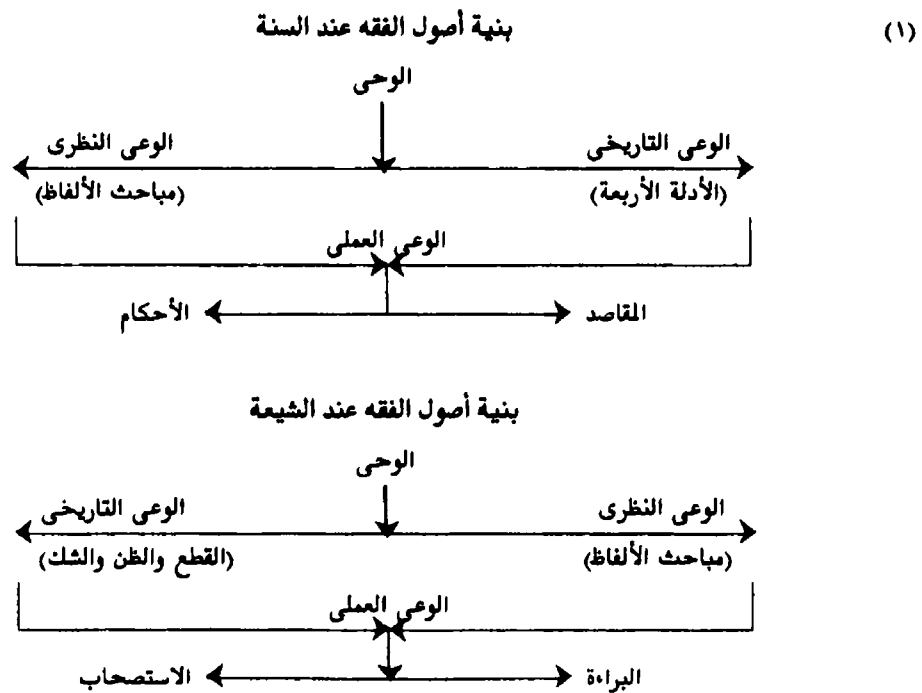 (١) بنية أصول الفقه عند السنة
الوحى
الوعى التاريخى الوعى النظرى
(الأدلة الأربعة) (مباحث الألفاظ)
الوعى العملى
المقاصد الأحكام
بنية أصول الفقه عند الشيعة
الوحى
الوعى النظرى الوعى التاريخى
(مباحث الألفاظ) (القطع والظن والشك)
الوعى العملى
البراءة الاستصحاب